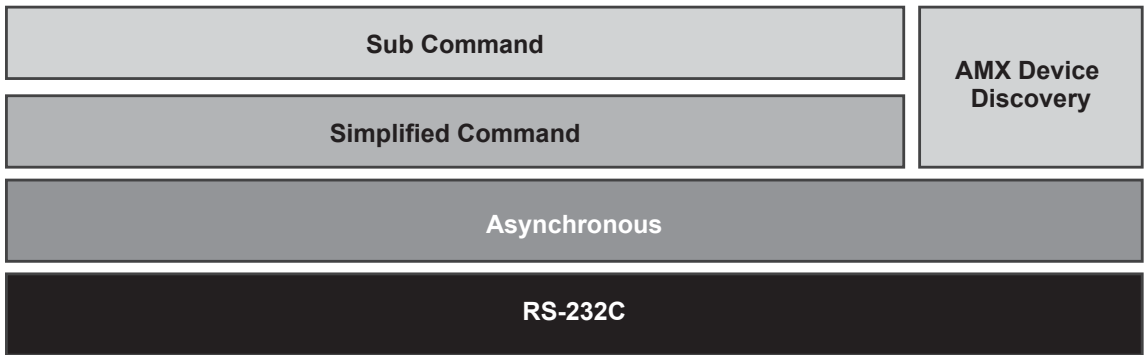 Sub Command
AMX Device
Discovery
Simplified Command
Asynchronous
RS-232C